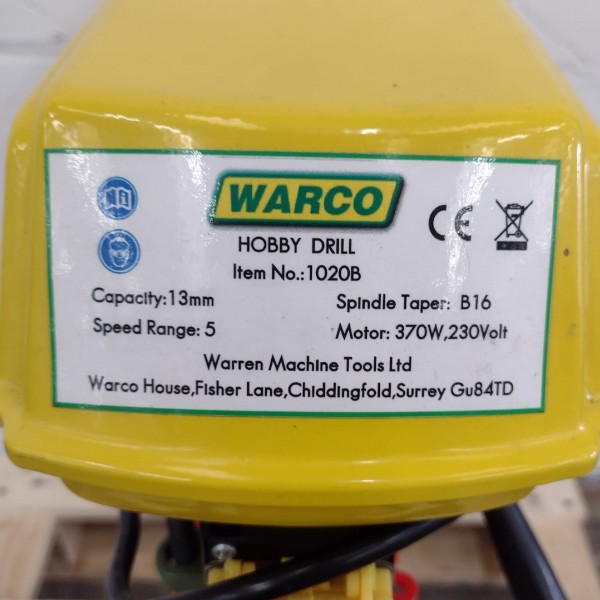 WARCO
HOBBY DRILL
Item No.:1020B
Capacity:13mm
Spindle Taper: B16
Speed Range: 5
Motor: 370W,230Volt
Warren Machine Tools Ltd
Warco House,Fisher Lane,Chiddingfold,Surrey Gu84TD
CE